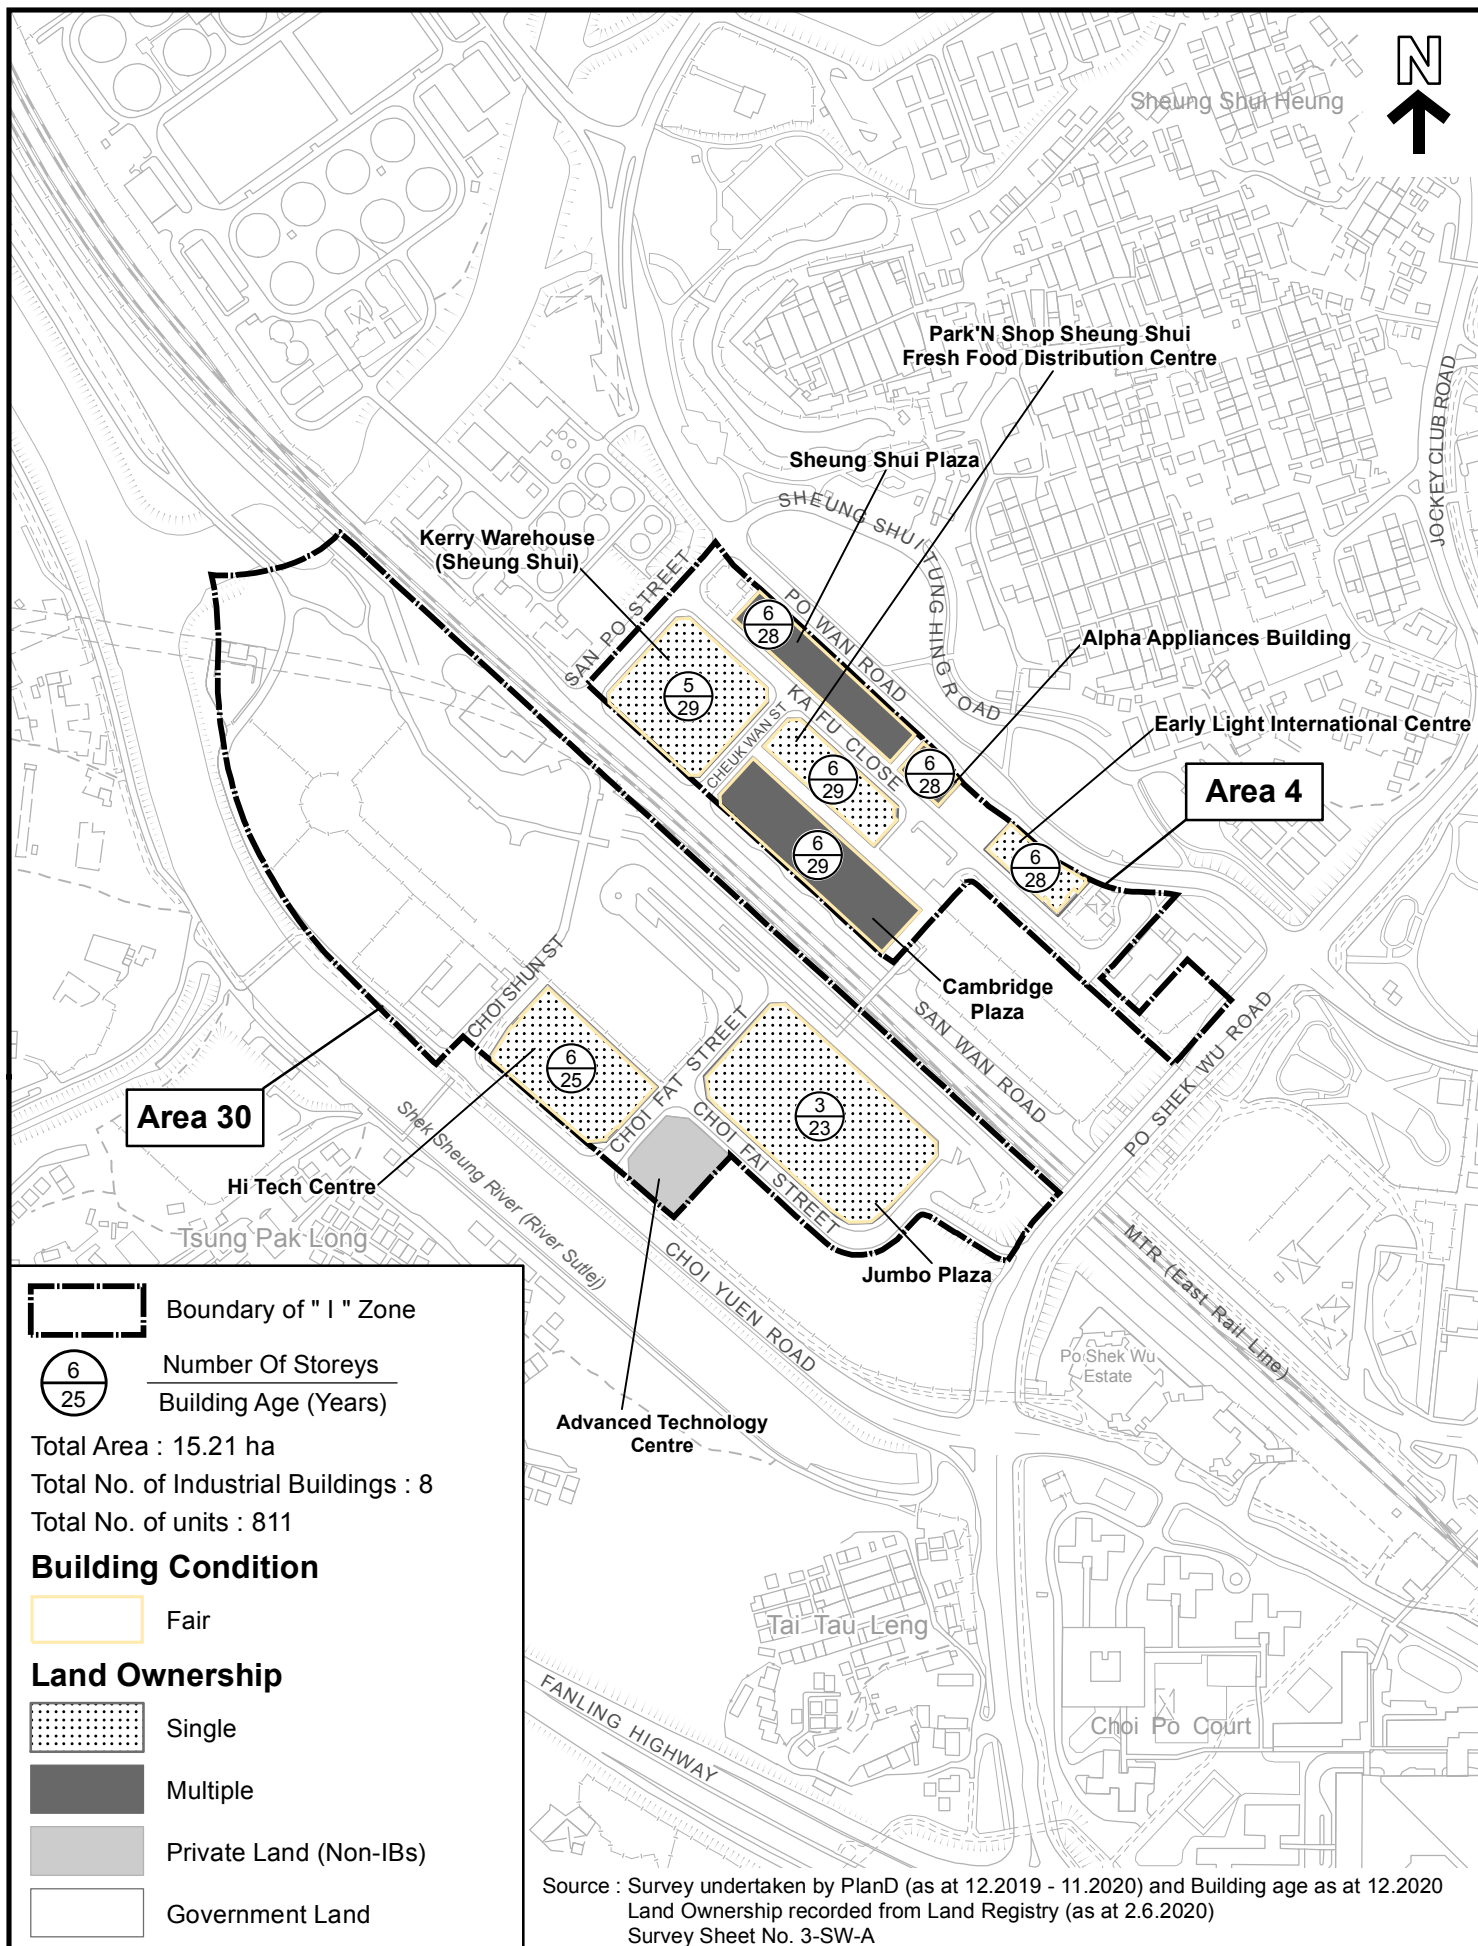 N
Sheung Shui Heung
Park'N Shop Sheung Shui
Fresh Food Distribution Centre
JOCKEY CLUB ROAD
Sheung Shui Plaza
SHEUNG SHUI TUNG HING ROAD
Kerry Warehouse
(Sheung Shui)
SAN PO STREET
PO WAN ROAD
6
28
Alpha Appliances Building
5
29
KA FU CLOSE
Early Light International Centre
CHEUK WAN ST
6
29
6
28
Area 4
6
29
6
28
Cambridge
Plaza
CHOI SHUN ST
SAN WAN ROAD
PO SHEK WU ROAD
6
25
CHOI FAT STREET
3
23
Area 30
Shek Sheung River (River Sutlej)
CHOI FAI STREET
Hi Tech Centre
Tsung Pak Long
Jumbo Plaza
CHOI YUEN ROAD
MTR (East Rail Line)
Po Shek Wu
Estate
Advanced Technology
Centre
Tai Tau Leng
Choi Po Court
FANLING HIGHWAY
Boundary of " I " Zone
6
25
Number Of Storeys
Building Age (Years)
Total Area : 15.21 ha
Total No. of Industrial Buildings : 8
Total No. of units : 811
Building Condition
Fair
Land Ownership
Single
Multiple
Private Land (Non-IBs)
Government Land
Source : Survey undertaken by PlanD (as at 12.2019 - 11.2020) and Building age as at 12.2020
Land Ownership recorded from Land Registry (as at 2.6.2020)
Survey Sheet No. 3-SW-A